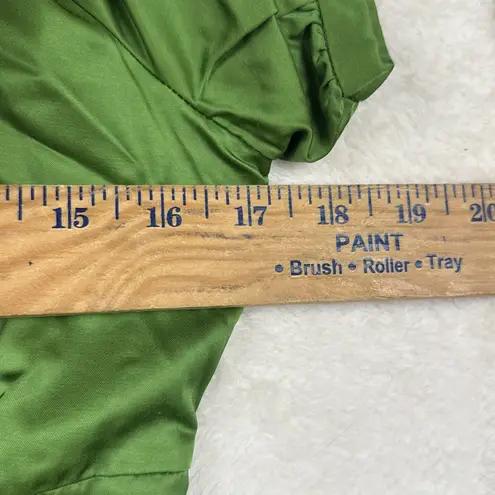 15 16 17 18 19 20
PAINT
• Brush • Roller • Tray